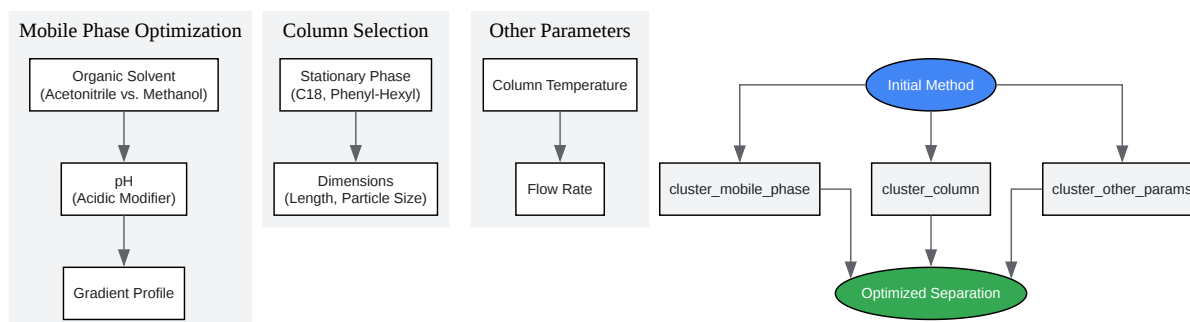 Mobile Phase Optimization
Organic Solvent
(Acetonitrile vs. Methanol)
pH
(Acidic Modifier)
Gradient Profile
Column Selection
Stationary Phase
(C18, Phenyl-Hexyl)
Dimensions
(Length, Particle Size)
Other Parameters
Column Temperature
Flow Rate
Initial Method
cluster_mobile_phase
cluster_column
cluster_other_params
Optimized Separation